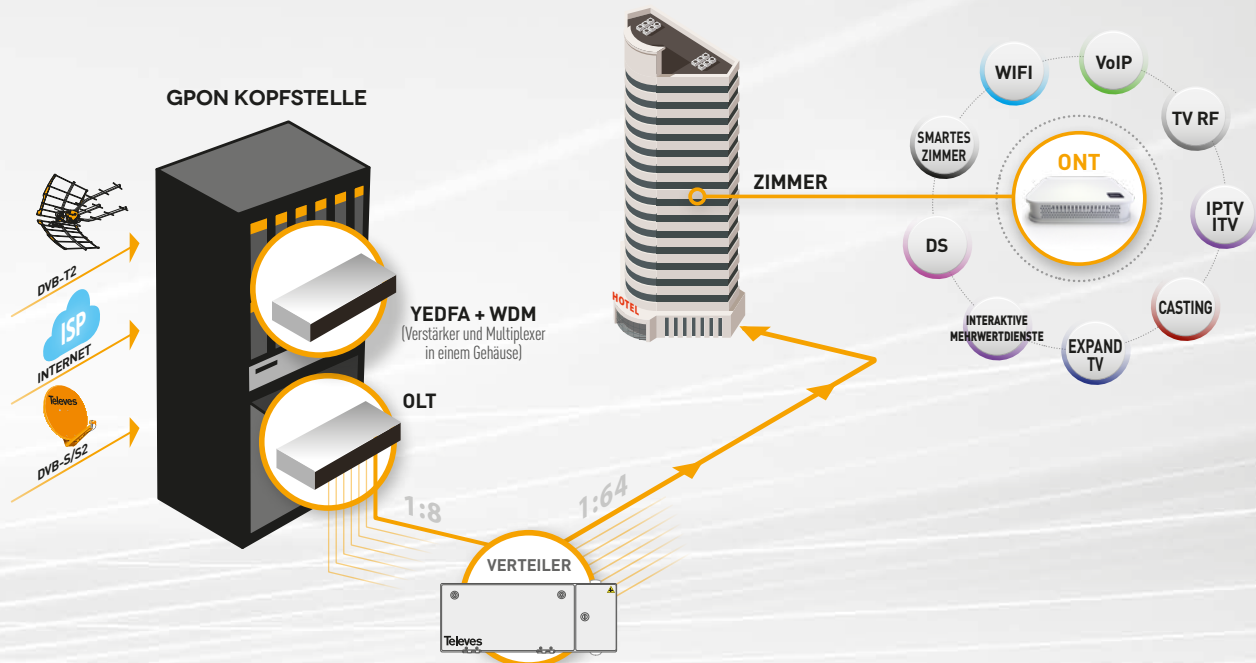 GPON KOPFSTELLE
DVB-T2
ISP
INTERNET
Televes
DVB-S/S2
YEDFA + WDM
(Verstärker und Multiplexer
in einem Gehäuse)
OLT
1:8
1:64
VERTEILER
Televes
HOTEL
ZIMMER
ONT
WIFI
VoIP
TV RF
IPTV
ITV
CASTING
EXPAND
TV
INTERAKTIVE
MEHRWERTDIENSTE
DS
SMARTES
ZIMMER